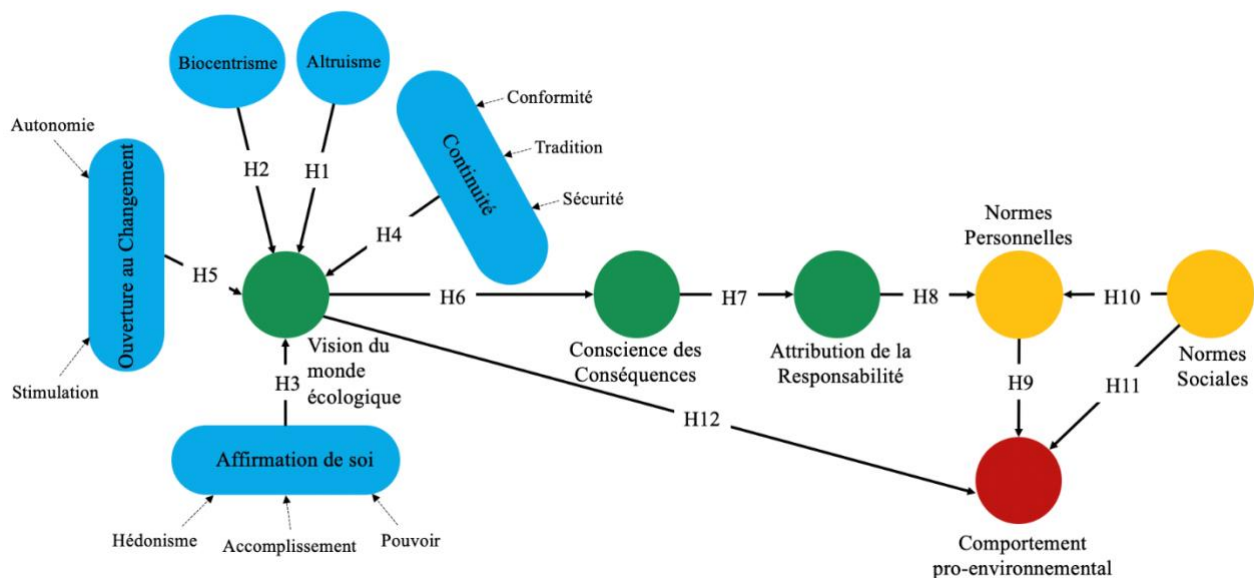 Biocentrisme
Altruisme
Conformité
Autonomie
Tradition
Continuité
H2
H1
Sécurité
Ouverture au Changement
H4
Normes
Personnelles
H5
H6
H7
H8
H10
Stimulation
H3
Vision du
monde
écologique
Conscience des
Conséquences
Attribution de la
Responsabilité
Normes
Sociales
H9
H11
H12
Affirmation de soi
Hédonisme
Accomplissement
Pouvoir
Comportement
pro-environnemental